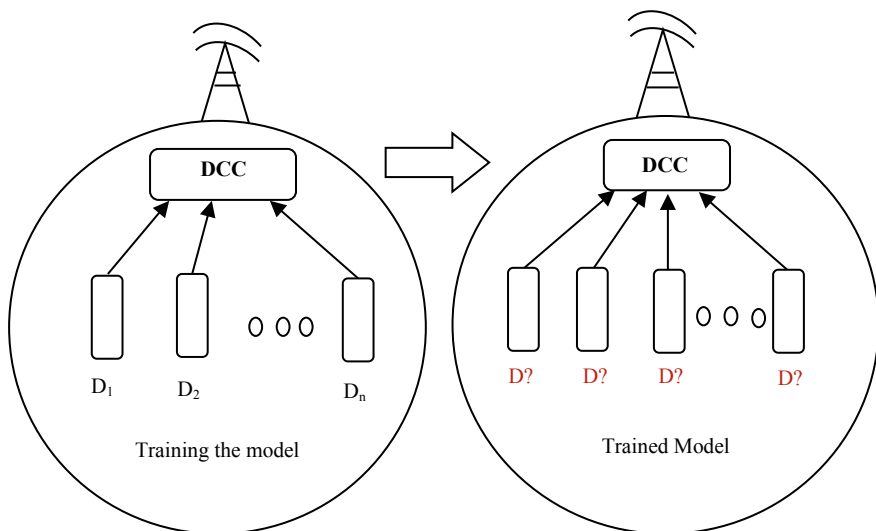 DCC
D₁ D₂ Dₙ
Training the model
DCC
D? D? D? D?
Trained Model